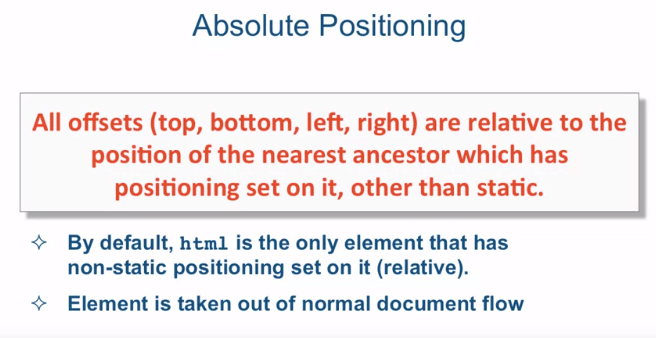 Absolute Positioning
All offsets (top, bottom, left, right) are relative to the
position of the nearest ancestor which has
positioning set on it, other than static.
✧ By default, html is the only element that has
non-static positioning set on it (relative).
✧ Element is taken out of normal document flow